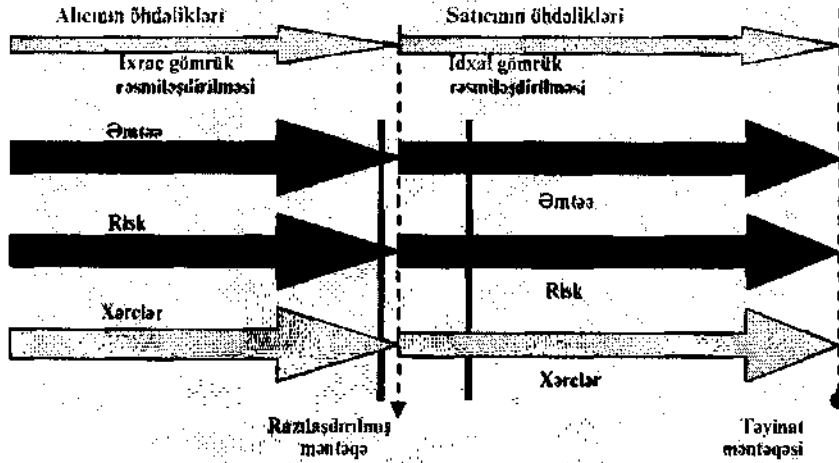 Alıcının öhdəlikləri
Satıcının öhdəlikləri
İxrac gömrük
rəsmiləşdirilməsi
İdxal gömrük
rəsmiləşdirilməsi
Əmtəə
Əmtəə
Risk
Risk
Xərclər
Xərclər
Razılaşdırılmış
məntəqə
Təyinat
məntəqəsi